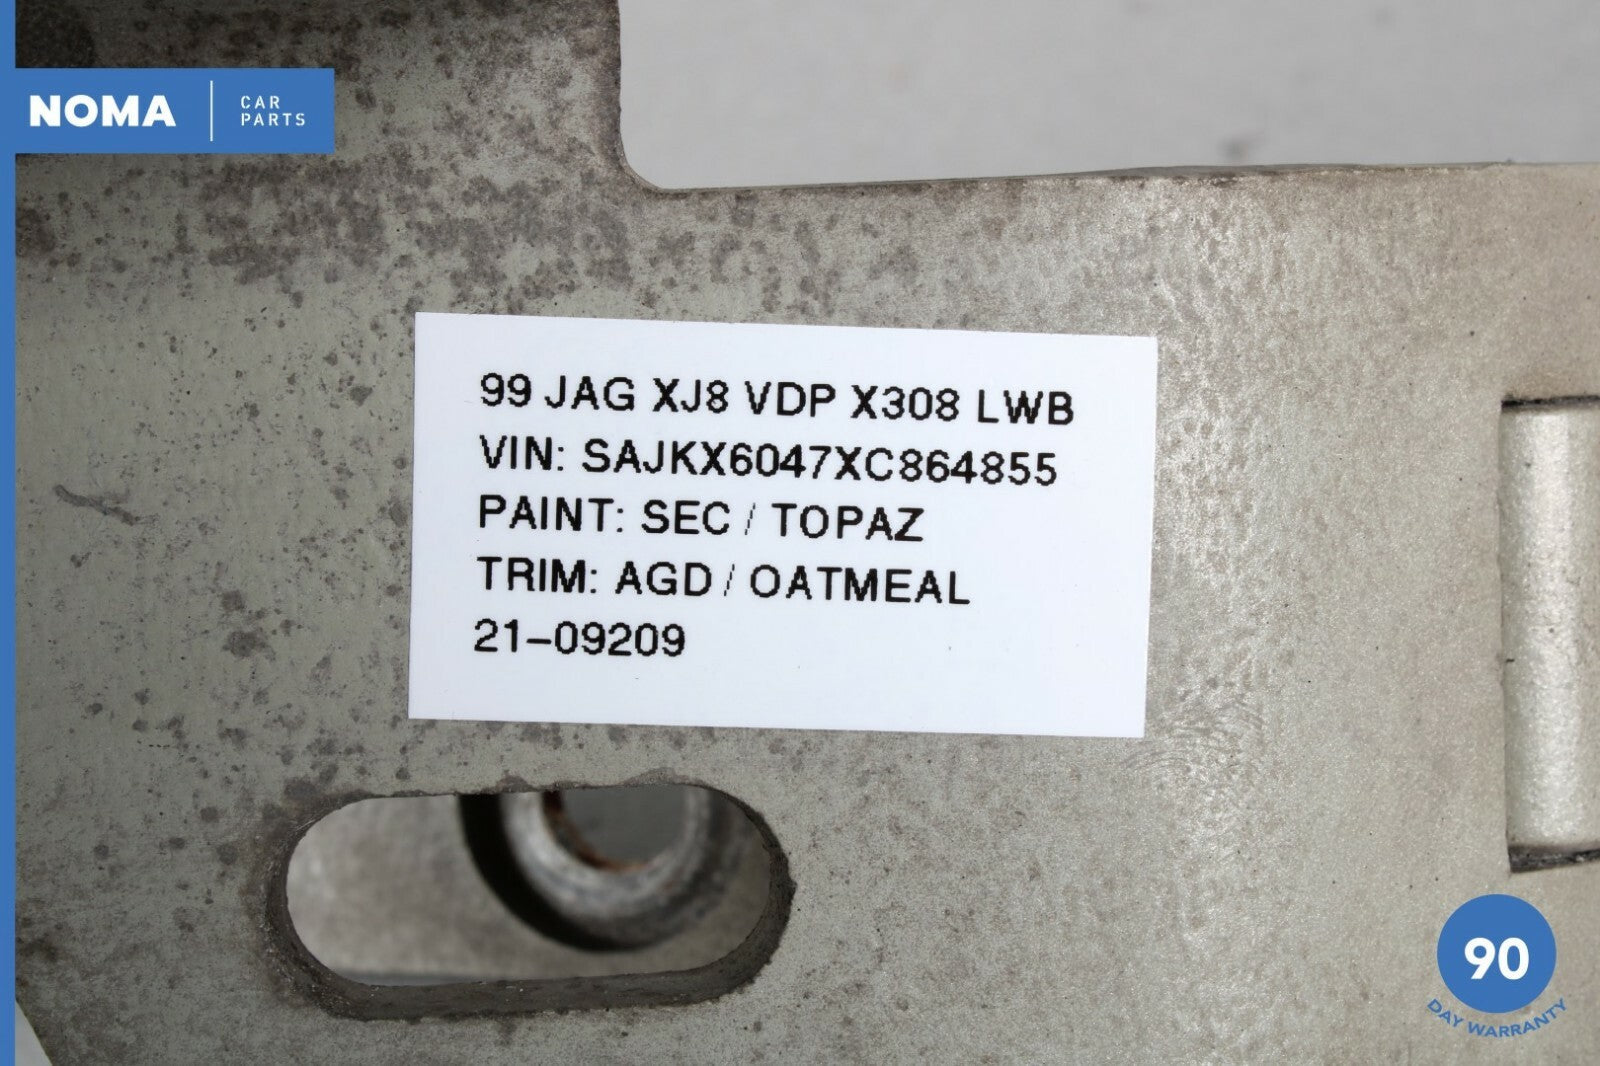 NOMA
CAR
PARTS
99 JAG XJ8 VDP X308 LWB
VIN: SAJKX6047XC864855
PAINT: SEC / TOPAZ
TRIM: AGD / OATMEAL
21-09209
90
DAY WARRANTY